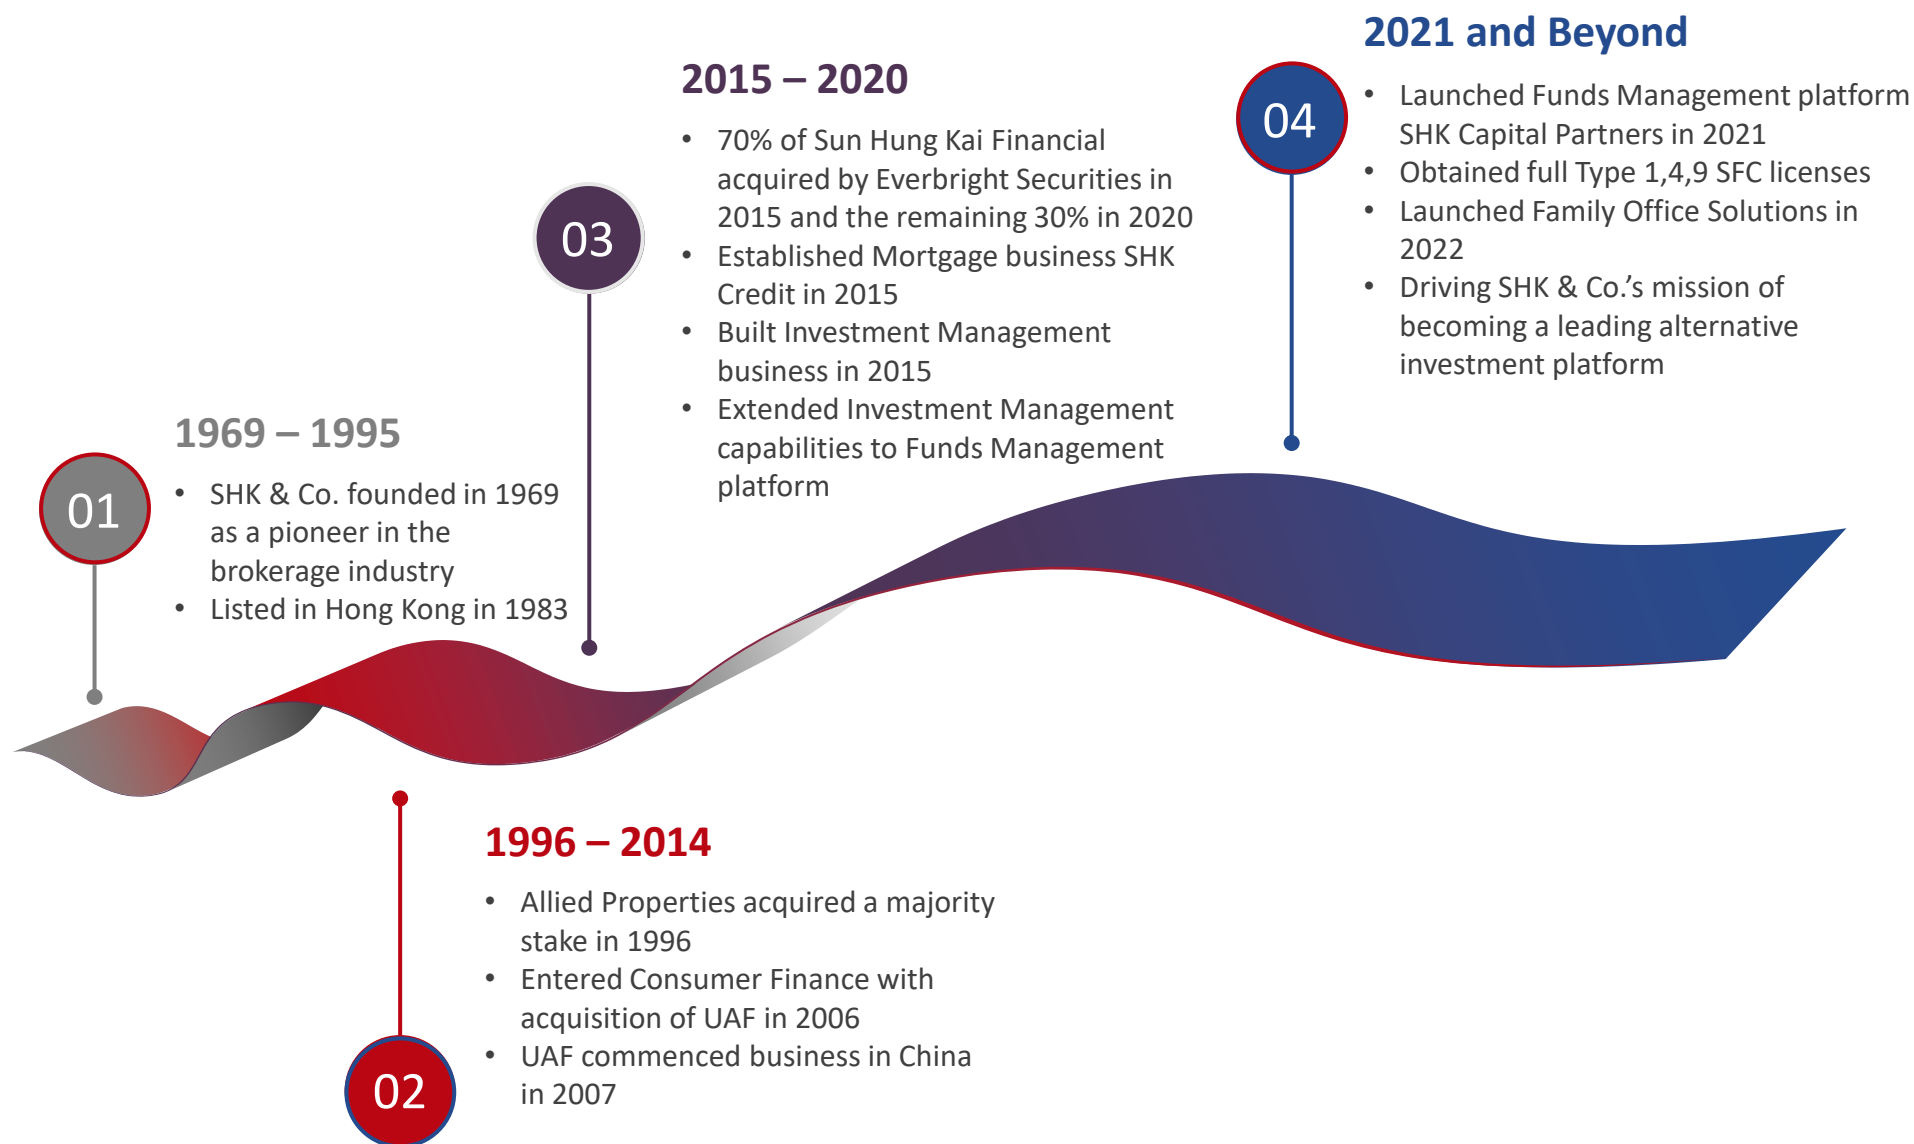 01
1969 – 1995
• SHK & Co. founded in 1969
as a pioneer in the
brokerage industry
• Listed in Hong Kong in 1983
02
1996 – 2014
• Allied Properties acquired a majority
stake in 1996
• Entered Consumer Finance with
acquisition of UAF in 2006
• UAF commenced business in China
in 2007
03
2015 – 2020
• 70% of Sun Hung Kai Financial
acquired by Everbright Securities in
2015 and the remaining 30% in 2020
• Established Mortgage business SHK
Credit in 2015
• Built Investment Management
business in 2015
• Extended Investment Management
capabilities to Funds Management
platform
04
2021 and Beyond
• Launched Funds Management platform
SHK Capital Partners in 2021
• Obtained full Type 1,4,9 SFC licenses
• Launched Family Office Solutions in
2022
• Driving SHK & Co.’s mission of
becoming a leading alternative
investment platform